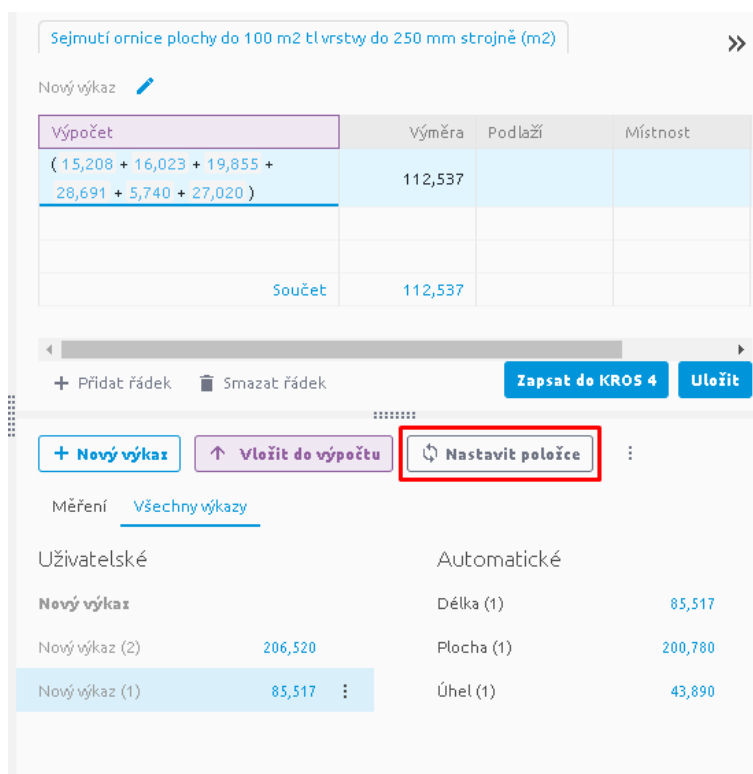 Sejmutí ornice plochy do 100 m2 tl vrstvy do 250 mm strojně (m2)
Nový výkaz
Výpočet Výměra Podlaží Místnost
( 15,208 + 16,023 + 19,855 +
28,691 + 5,740 + 27,020 )
112,537
Součet 112,537
+ Přidat řádek Smazat řádek Zapsat do KROS 4 Uložit
+ Nový výkaz Vložit do výpočtu Nastavit položce
Měření Všechny výkazy
Uživatelské Automatické
Nový výkaz Délka (1) 85,517
Nový výkaz (2) 206,520 Plocha (1) 200,780
Nový výkaz (1) 85,517 Úhel (1) 43,890